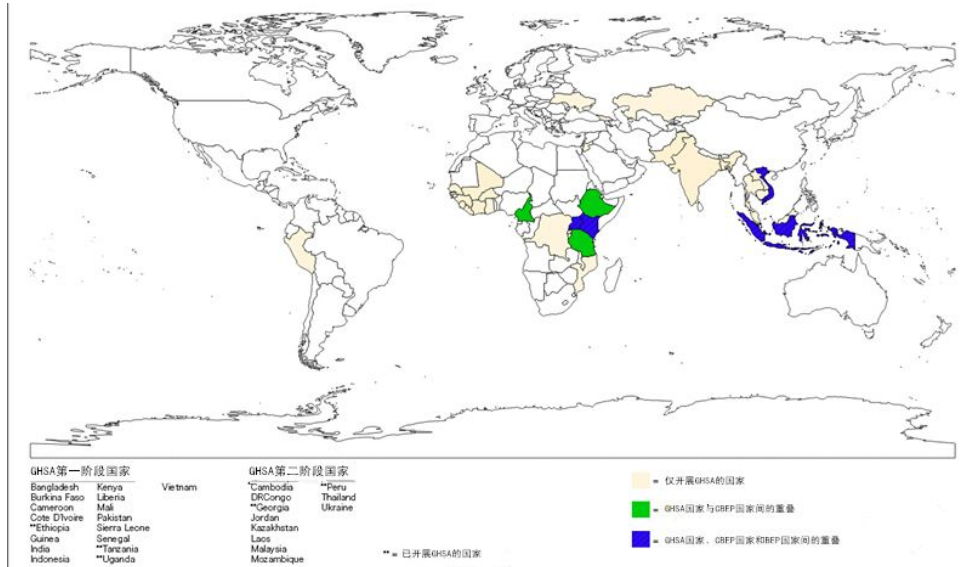 GHSA第一阶段国家
Bangladesh Kenya Vietnam
Burkina Faso Liberia
Cameroon Mali
Cote D'Ivoire Pakistan
**Ethiopia Sierra Leone
Guinea Senegal
India **Tanzania
Indonesia **Uganda
GHSA第二阶段国家
*Cambodia **Peru
DRCongo Thailand
**Georgia Ukraine
Jordan
Kazakhstan
Laos
Malaysia
Mozambique
** = 已开展GHSA的国家
= 仅开展GHSA的国家
= GHSA国家与CBEP国家间的重叠
= GHSA国家、CBEP国家和BEP国家间的重叠